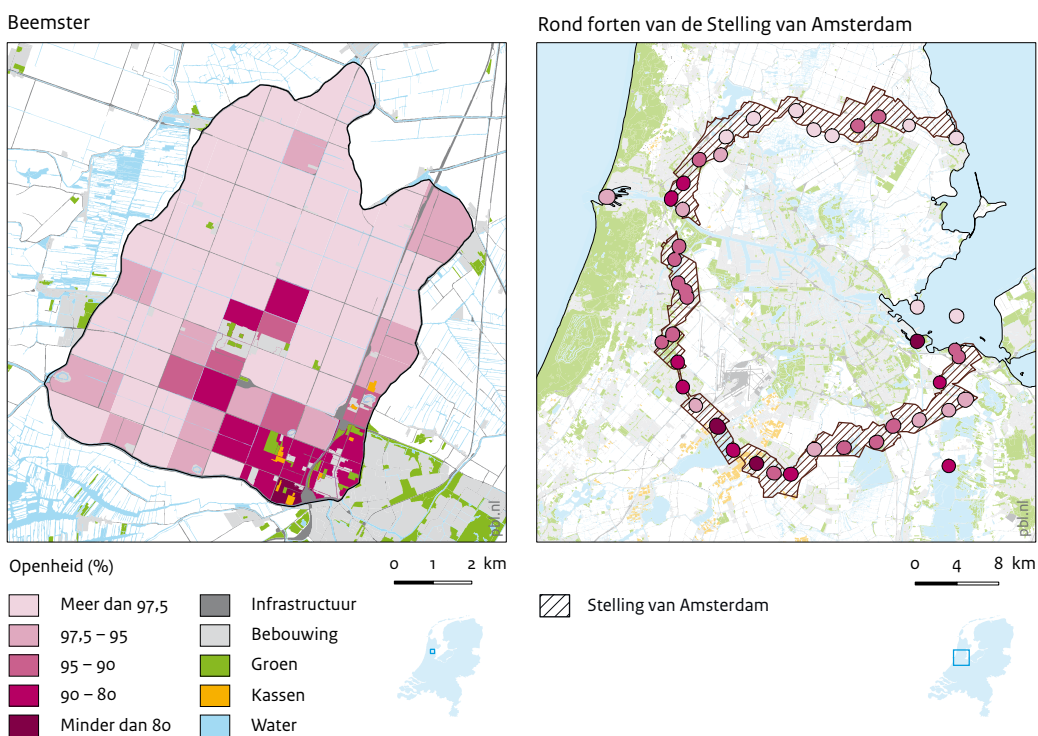 Beemster
Rond forten van de Stelling van Amsterdam
pbl.nl
pbl.nl
Openheid (%)
0 1 2 km
0 4 8 km
Meer dan 97,5
97,5 – 95
95 – 90
90 – 80
Minder dan 80
Infrastructuur
Bebouwing
Groen
Kassen
Water
Stelling van Amsterdam